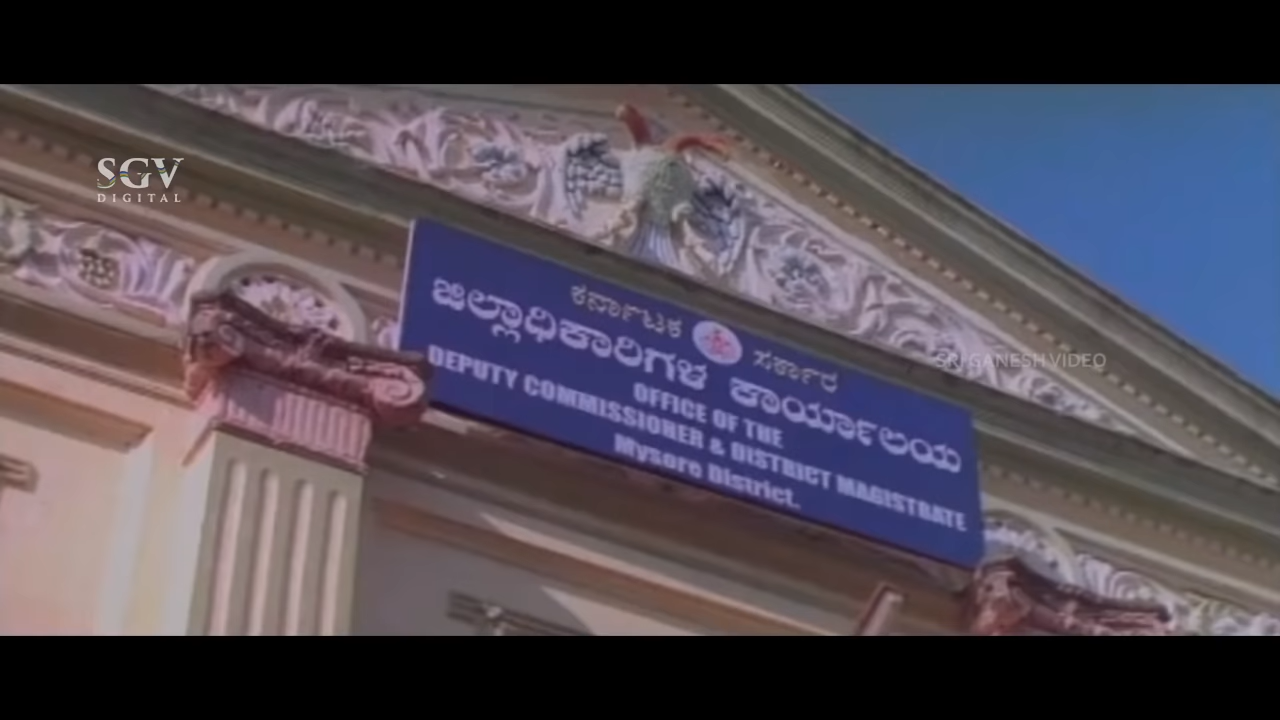 SGV
DIGITAL
ಕರ್ನಾಟಕ ಸರ್ಕಾರ
ಜಿಲ್ಲಾಧಿಕಾರಿಗಳ ಕಾರ್ಯಾಲಯ
OFFICE OF THE
DEPUTY COMMISSIONER & DISTRICT MAGISTRATE
Mysore District.
SRI GANESH VIDEO